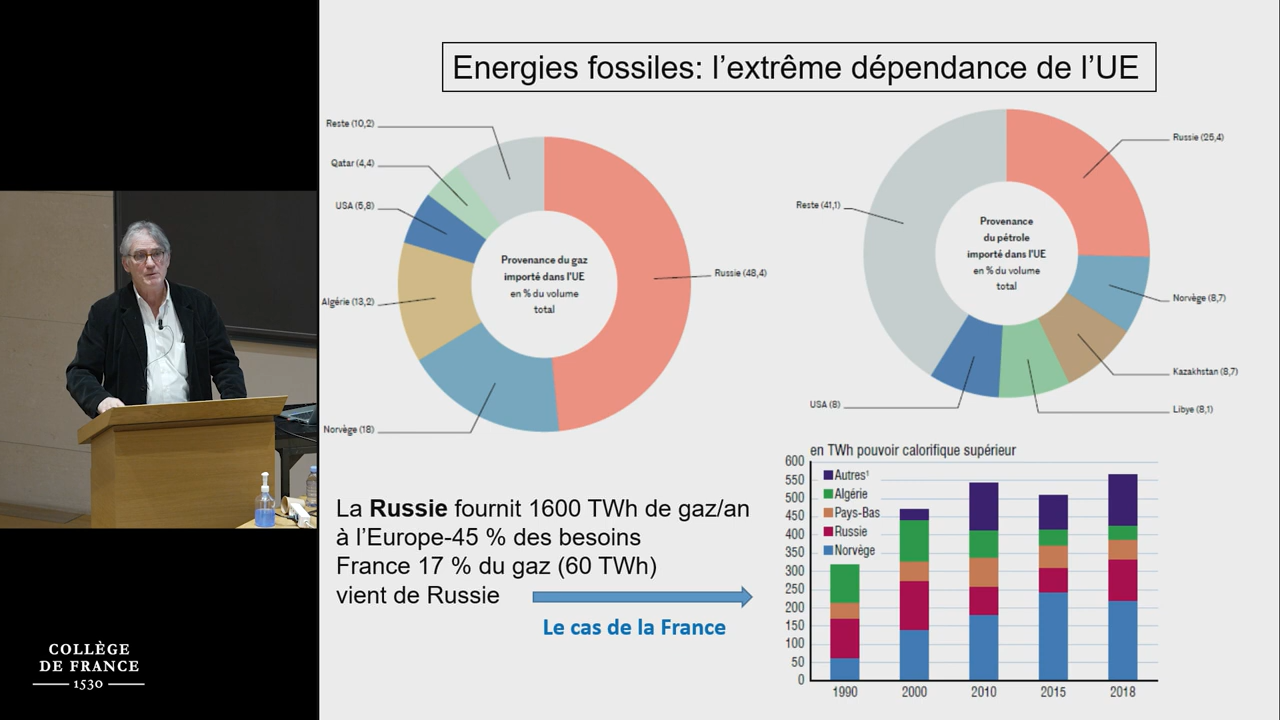 Energies fossiles: l'extrême dépendance de l'UE
Reste (10,2)
Qatar (4,4)
USA (5,8)
Algérie (13,2)
Norvège (18)
Russie (48,4)
Provenance du gaz
importé dans l'UE
en % du volume
total
Russie (25,4)
Reste (41,1)
Norvège (8,7)
Kazakhstan (8,7)
Libye (8,1)
USA (8)
Provenance
du pétrole
importé dans l'UE
en % du volume
total
La Russie fournit 1600 TWh de gaz/an
à l'Europe-45 % des besoins
France 17 % du gaz (60 TWh)
vient de Russie
Le cas de la France
en TWh pouvoir calorifique supérieur
600
550
500
450
400
350
300
250
200
150
100
50
0
Autres¹
Algérie
Pays-Bas
Russie
Norvège
1990
2000
2010
2015
2018
COLLÈGE
DE FRANCE
1530